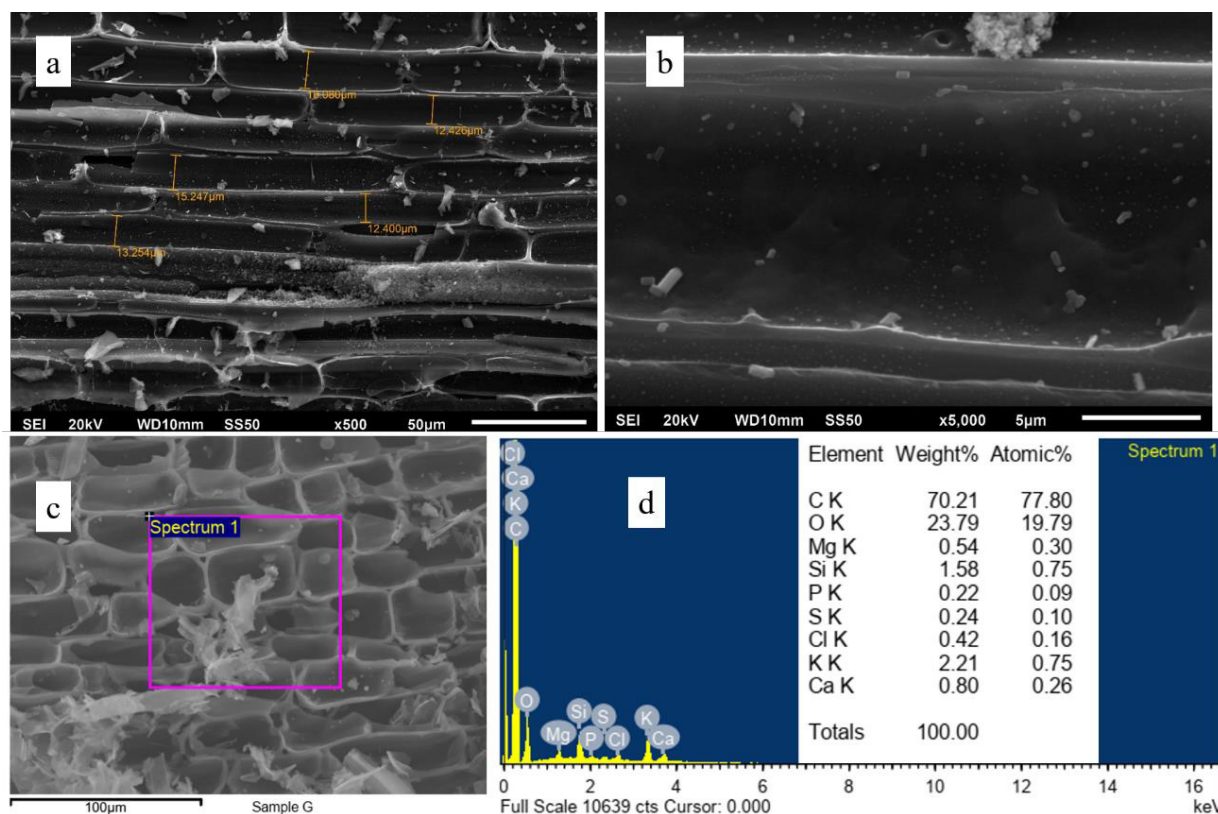 a
16.080µm
12.426µm
15.247µm
12.400µm
13.254µm
SEI 20kV WD10mm SS50 x500 50µm
b
SEI 20kV WD10mm SS50 x5,000 5µm
c
Spectrum 1
100µm Sample G
d
Cl
Ca
K
C
O
Mg
Si
P
S
Cl
K
Ca
Element Weight% Atomic%
C K 70.21 77.80
O K 23.79 19.79
Mg K 0.54 0.30
Si K 1.58 0.75
P K 0.22 0.09
S K 0.24 0.10
Cl K 0.42 0.16
K K 2.21 0.75
Ca K 0.80 0.26
Totals 100.00
Spectrum 1
0 2 4 6 8 10 12 14 16
Full Scale 10639 cts Cursor: 0.000 keV